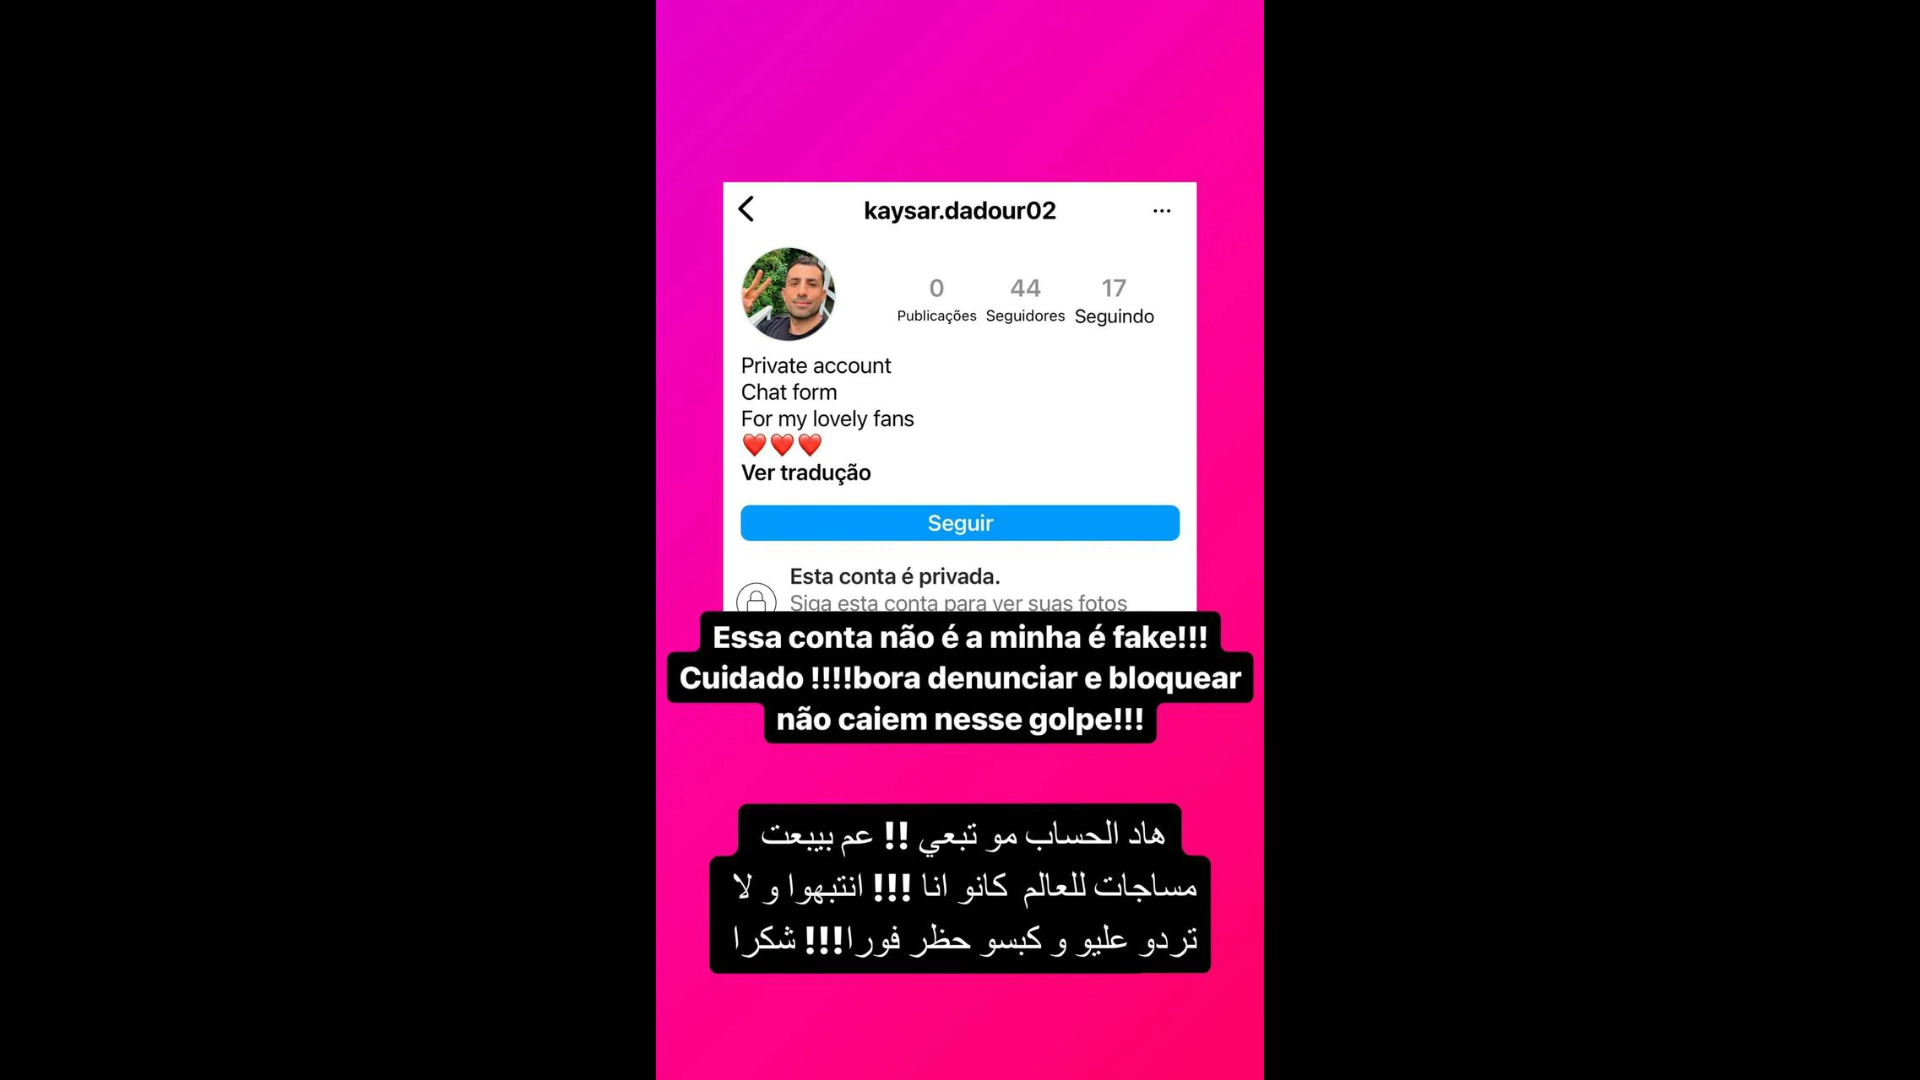 kaysar.dadour02
0 44 17
Publicações Seguidores Seguindo
Private account
Chat form
For my lovely fans
❤️❤️❤️
Ver tradução
Seguir
Esta conta é privada.
Siga esta conta para ver suas fotos
Essa conta não é a minha é fake!!!
Cuidado !!!!bora denunciar e bloquear
não caiem nesse golpe!!!
هاد الحساب مو تبعي !! عم بيبعت
مساجات للعالم كانو انا !!! انتبهوا و لا
تردو عليو و كبسو حظر فورا!!! شكرا